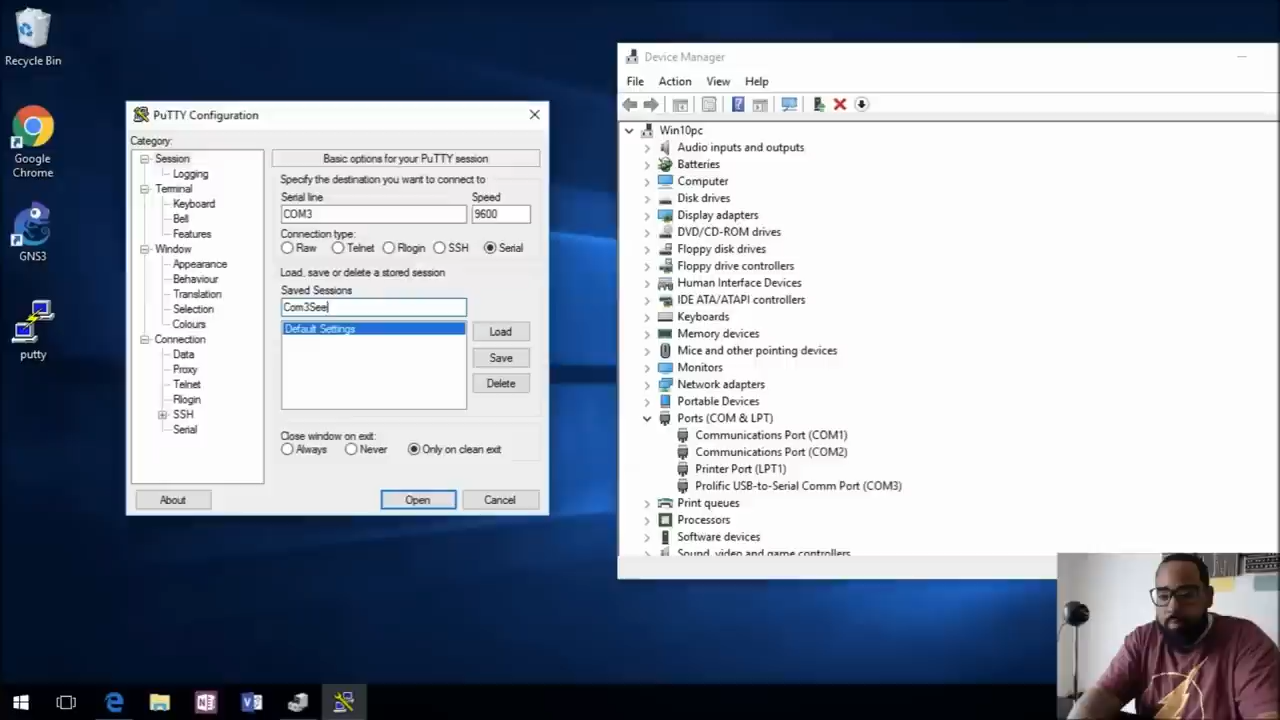 Recycle Bin
Google
Chrome
GNS3
putty
PuTTY Configuration
Category:
Session
Logging
Terminal
Keyboard
Bell
Features
Window
Appearance
Behaviour
Translation
Selection
Colours
Connection
Data
Proxy
Telnet
Rlogin
SSH
Serial
Basic options for your PuTTY session
Specify the destination you want to connect to
Serial line Speed
COM3 9600
Connection type:
Raw Telnet Rlogin SSH Serial
Load, save or delete a stored session
Saved Sessions
Com3See
Default Settings
Load
Save
Delete
Close window on exit:
Always Never Only on clean exit
About Open Cancel
Device Manager
File Action View Help
Win10pc
Audio inputs and outputs
Batteries
Computer
Disk drives
Display adapters
DVD/CD-ROM drives
Floppy disk drives
Floppy drive controllers
Human Interface Devices
IDE ATA/ATAPI controllers
Keyboards
Memory devices
Mice and other pointing devices
Monitors
Network adapters
Portable Devices
Ports (COM & LPT)
Communications Port (COM1)
Communications Port (COM2)
Printer Port (LPT1)
Prolific USB-to-Serial Comm Port (COM3)
Print queues
Processors
Software devices
Sound, video and game controllers